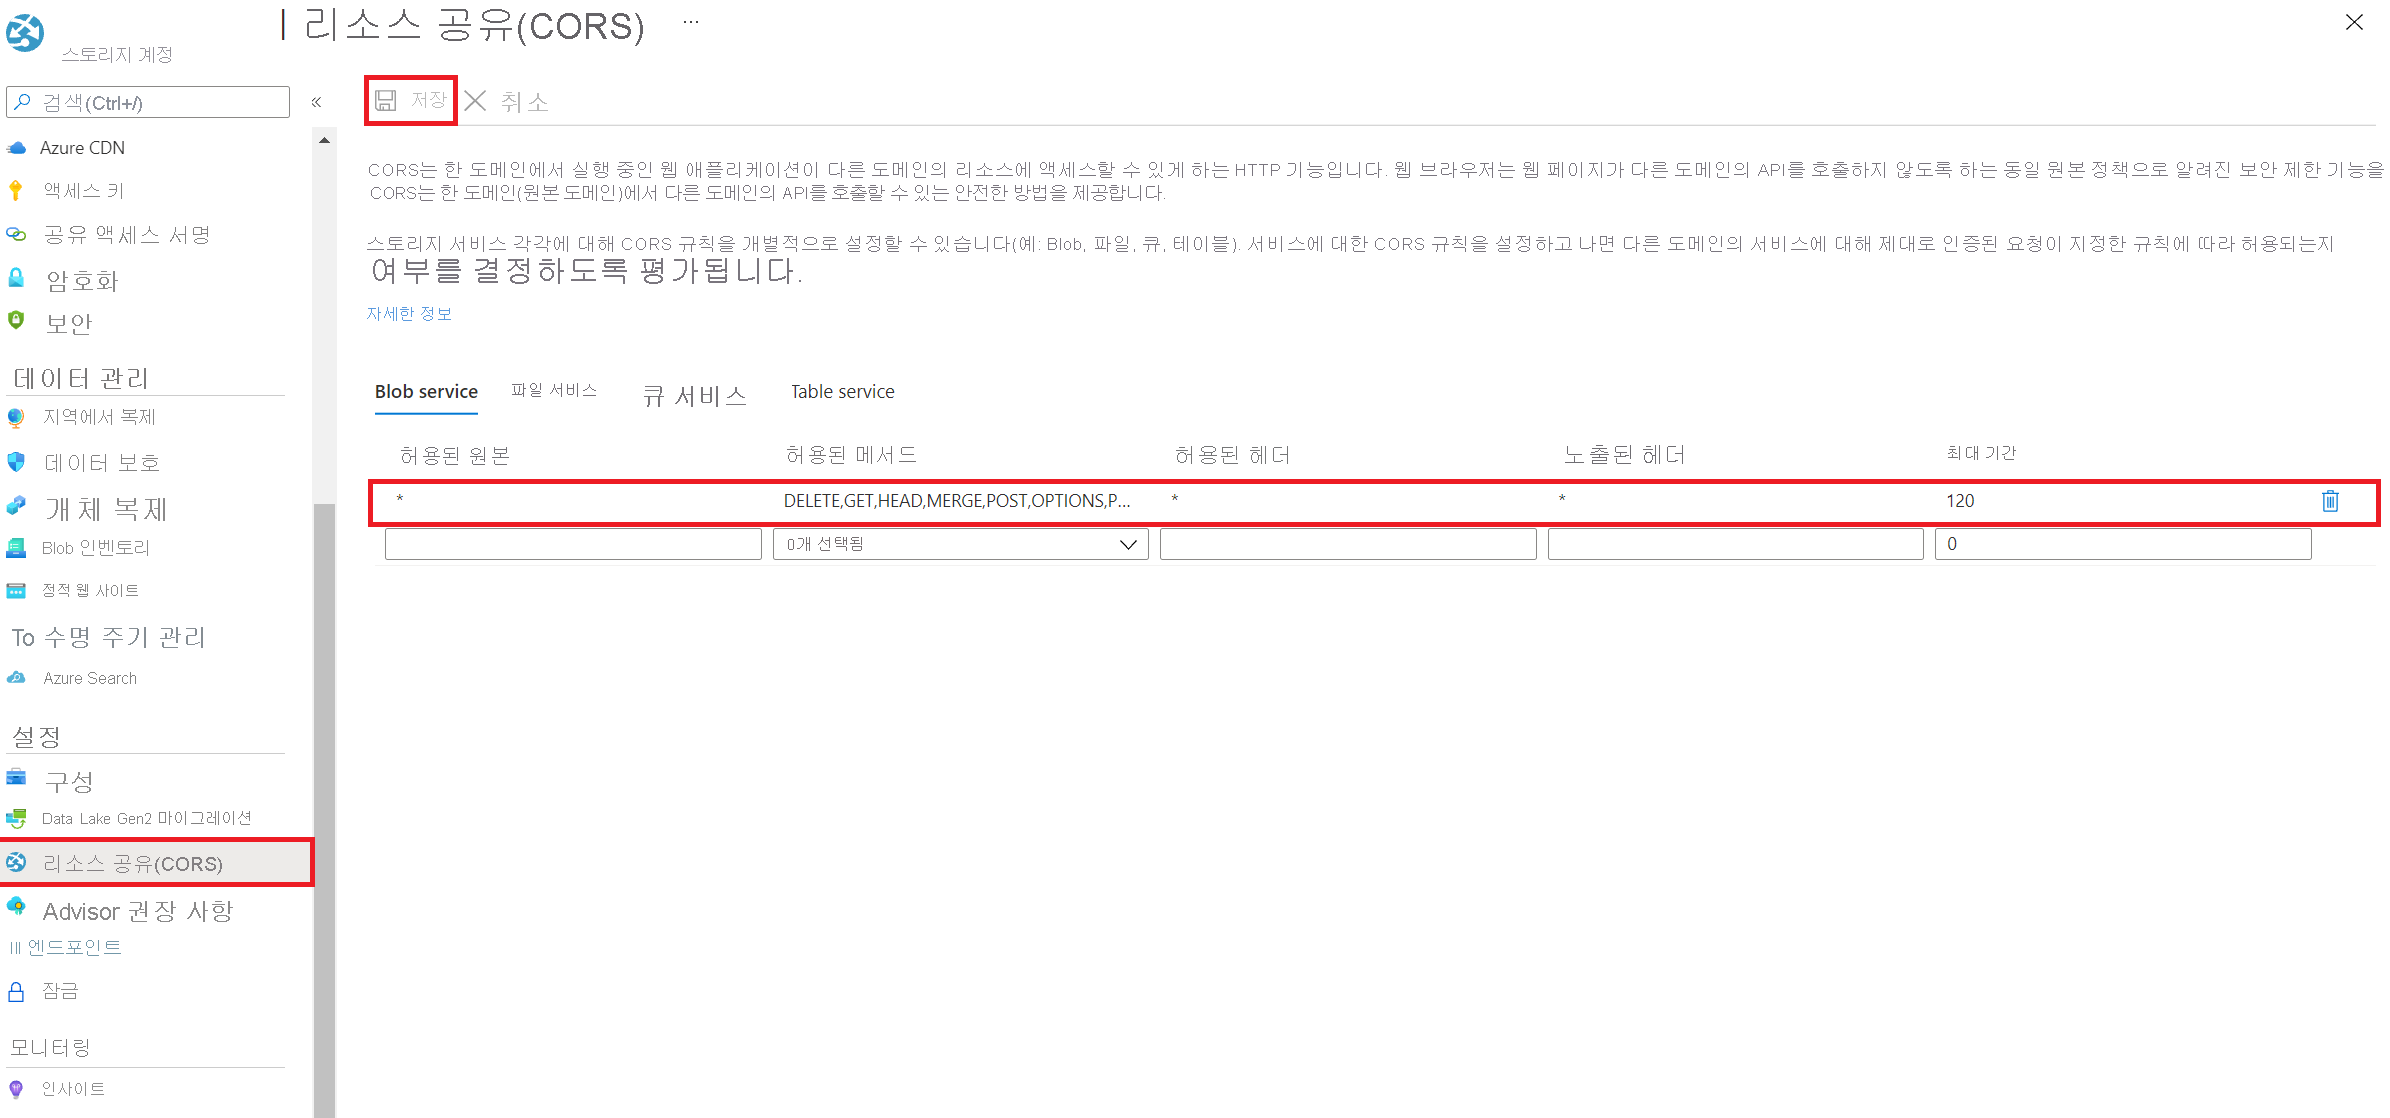 | 리소스 공유(CORS) ...
스토리지 계정
검색(Ctrl+/) «
저장 취소
Azure CDN
액세스 키
공유 액세스 서명
암호화
보안
데이터 관리
지역에서 복제
데이터 보호
개체 복제
Blob 인벤토리
정적 웹 사이트
To 수명 주기 관리
Azure Search
설정
구성
Data Lake Gen2 마이그레이션
리소스 공유(CORS)
Advisor 권장 사항
엔드포인트
잠금
모니터링
인사이트
CORS는 한 도메인에서 실행 중인 웹 애플리케이션이 다른 도메인의 리소스에 액세스할 수 있게 하는 HTTP 기능입니다. 웹 브라우저는 웹 페이지가 다른 도메인의 API를 호출하지 않도록 하는 동일 원본 정책으로 알려진 보안 제한 기능을
CORS는 한 도메인(원본 도메인)에서 다른 도메인의 API를 호출할 수 있는 안전한 방법을 제공합니다.
스토리지 서비스 각각에 대해 CORS 규칙을 개별적으로 설정할 수 있습니다(예: Blob, 파일, 큐, 테이블). 서비스에 대한 CORS 규칙을 설정하고 나면 다른 도메인의 서비스에 대해 제대로 인증된 요청이 지정한 규칙에 따라 허용되는지
여부를 결정하도록 평가됩니다.
자세한 정보
Blob service 파일 서비스 큐 서비스 Table service
허용된 원본 허용된 메서드 허용된 헤더 노출된 헤더 최대 기간
* DELETE,GET,HEAD,MERGE,POST,OPTIONS,P... * * 120
0개 선택됨 0